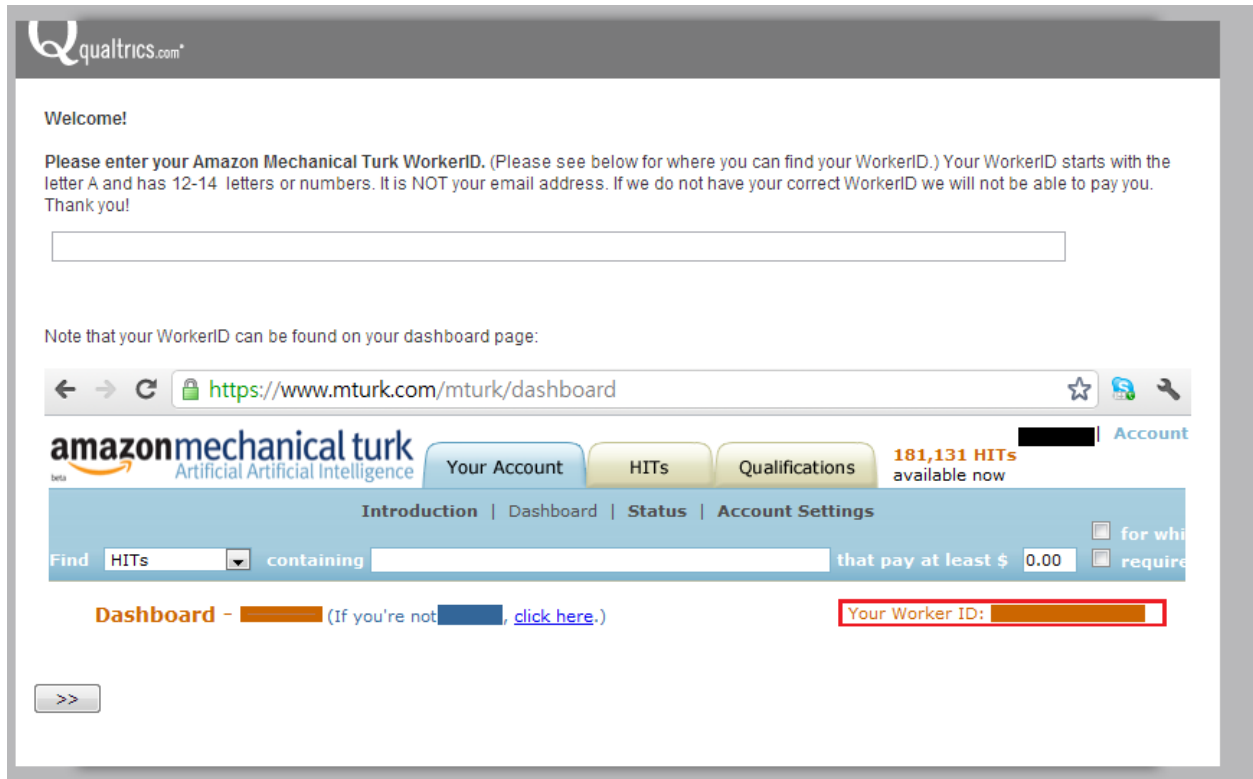 qualtrics.com
Welcome!
Please enter your Amazon Mechanical Turk WorkerID. (Please see below for where you can find your WorkerID.) Your WorkerID starts with the
letter A and has 12-14 letters or numbers. It is NOT your email address. If we do not have your correct WorkerID we will not be able to pay you.
Thank you!
Note that your WorkerID can be found on your dashboard page:
https://www.mturk.com/mturk/dashboard
| Account
amazonmechanical turk
beta Artificial Artificial Intelligence
Your Account HITs Qualifications
181,131 HITs
available now
Introduction | Dashboard | Status | Account Settings
for whi
Find HITs containing that pay at least $ 0.00 require
Dashboard - (If you're not , click here.) Your Worker ID:
>>